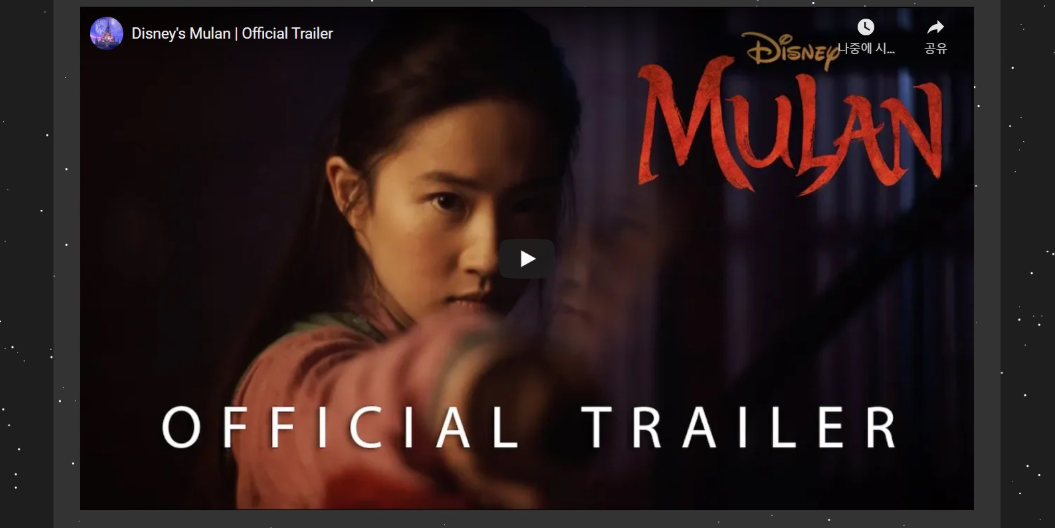 Disney's Mulan | Official Trailer
나중에 시...
공유
DISNEY
MULAN
OFFICIAL TRAILER